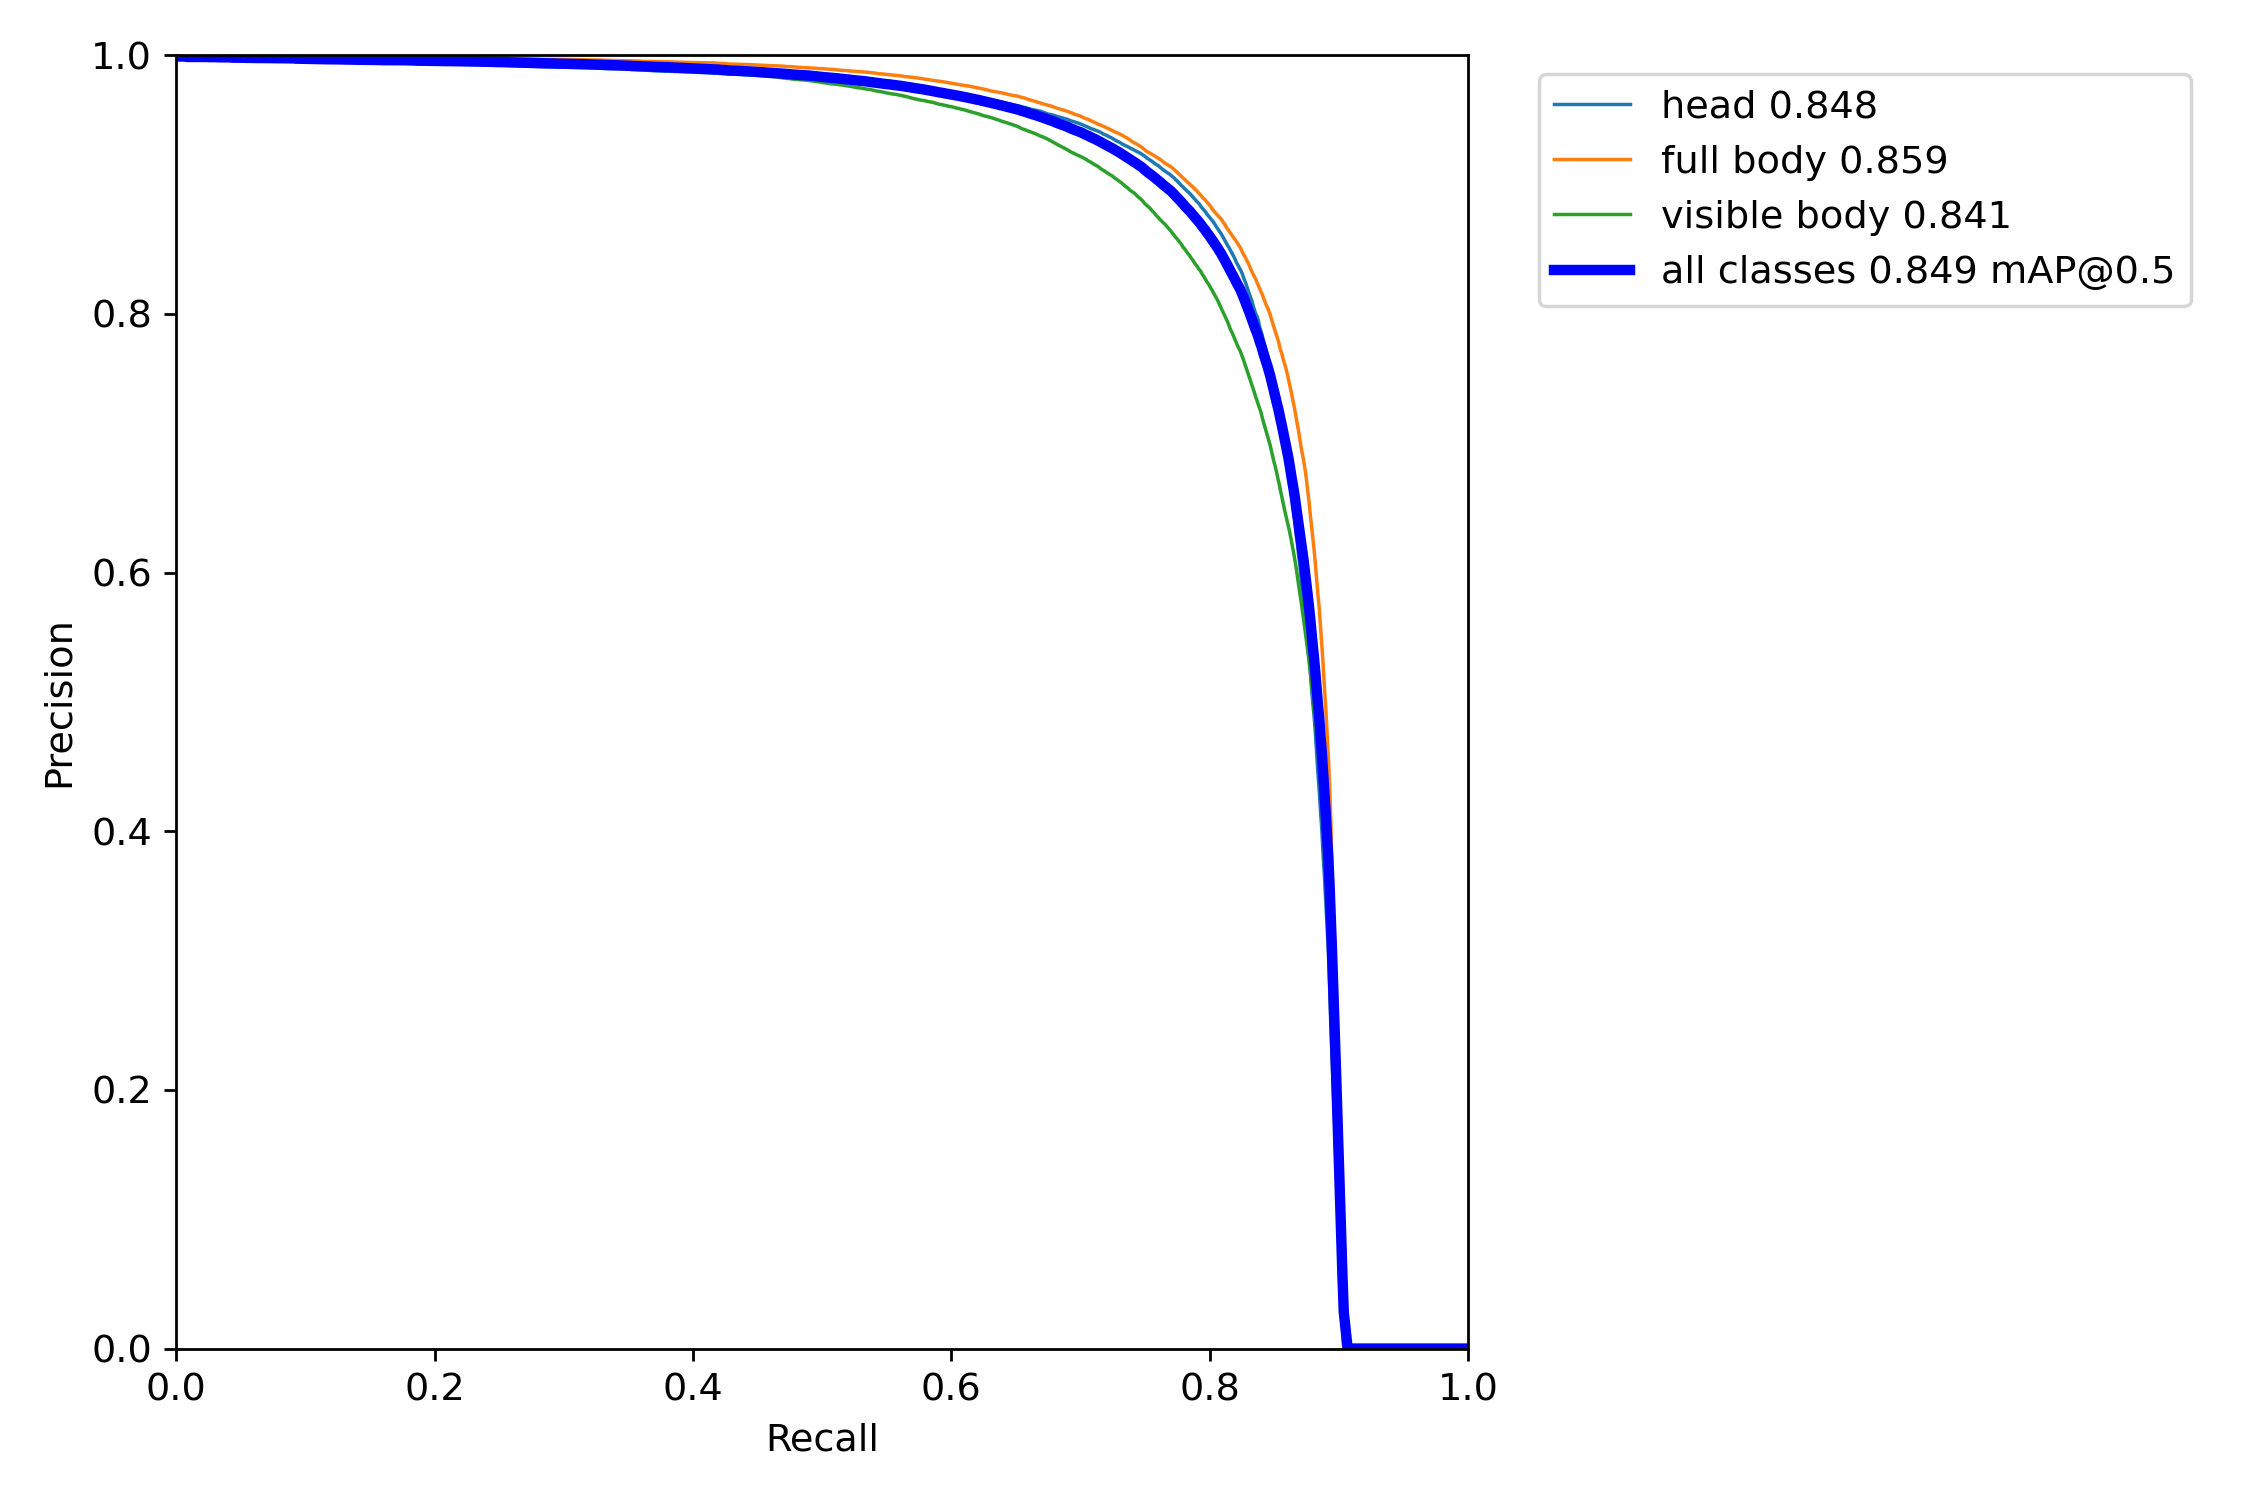 1.0
0.8
0.6
0.4
0.2
0.0
Precision
0.0 0.2 0.4 0.6 0.8 1.0
Recall
head 0.848
full body 0.859
visible body 0.841
all classes 0.849 mAP@0.5